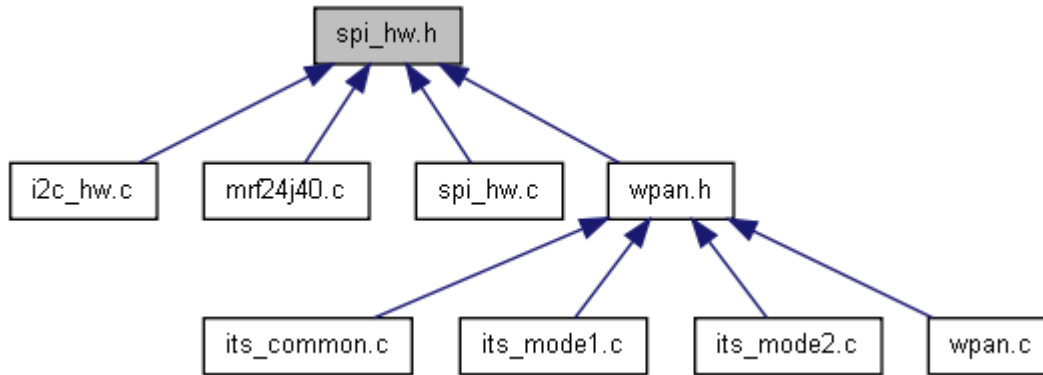 spi_hw.h
i2c_hw.c
mrf24j40.c
spi_hw.c
wpan.h
its_common.c
its_mode1.c
its_mode2.c
wpan.c